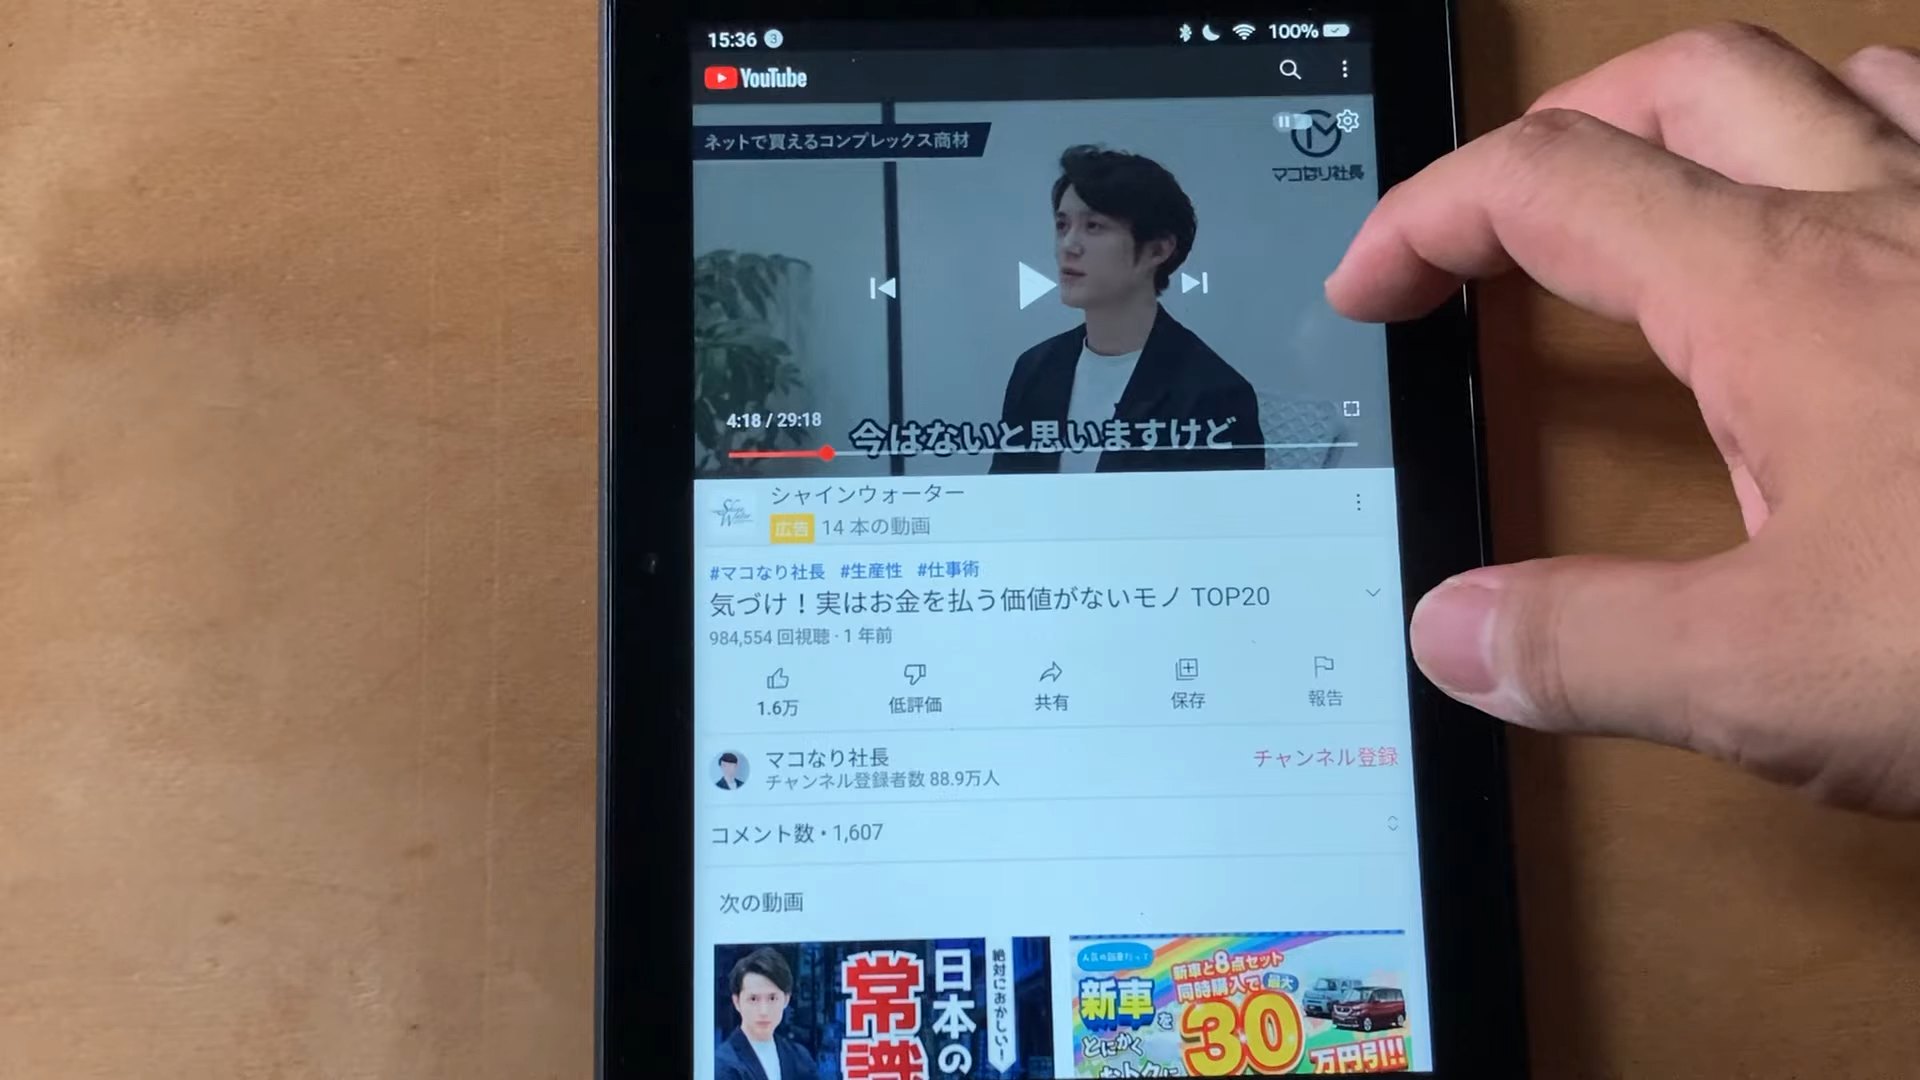 15:36 3 100%
YouTube
ネットで買えるコンプレックス商材
マコなり社長
4:18 / 29:18
今はないと思いますけど
シャインウォーター
広告 14 本の動画
#マコなり社長 #生産性 #仕事術
気づけ！実はお金を払う価値がないモノ TOP20
984,554 回視聴・1 年前
1.6万 低評価 共有 保存 報告
マコなり社長
チャンネル登録者数 88.9万人
チャンネル登録
コメント数・1,607
次の動画
絶対におかしい！
日本の
常識
新車と8点セット
同時購入で最大
新車を
30
万円引!!
とにかく